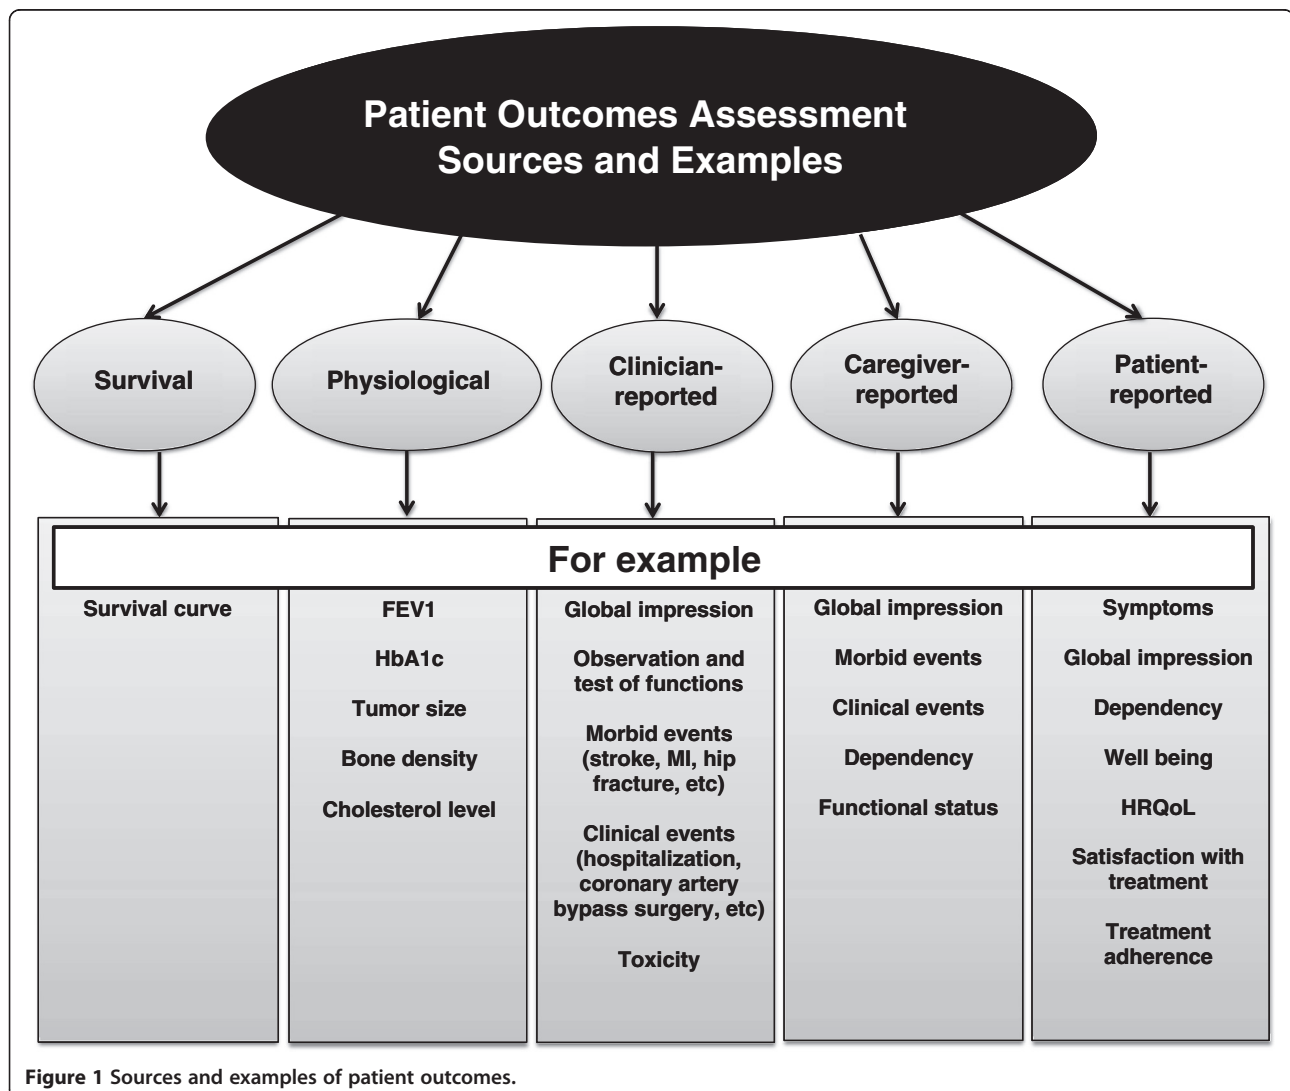 Patient Outcomes Assessment
Sources and Examples
Survival
Physiological
Clinician-
reported
Caregiver-
reported
Patient-
reported
For example
Survival curve
FEV1
HbA1c
Tumor size
Bone density
Cholesterol level
Global impression
Observation and
test of functions
Morbid events
(stroke, MI, hip
fracture, etc)
Clinical events
(hospitalization,
coronary artery
bypass surgery, etc)
Toxicity
Global impression
Morbid events
Clinical events
Dependency
Functional status
Symptoms
Global impression
Dependency
Well being
HRQoL
Satisfaction with
treatment
Treatment
adherence
Figure 1 Sources and examples of patient outcomes.